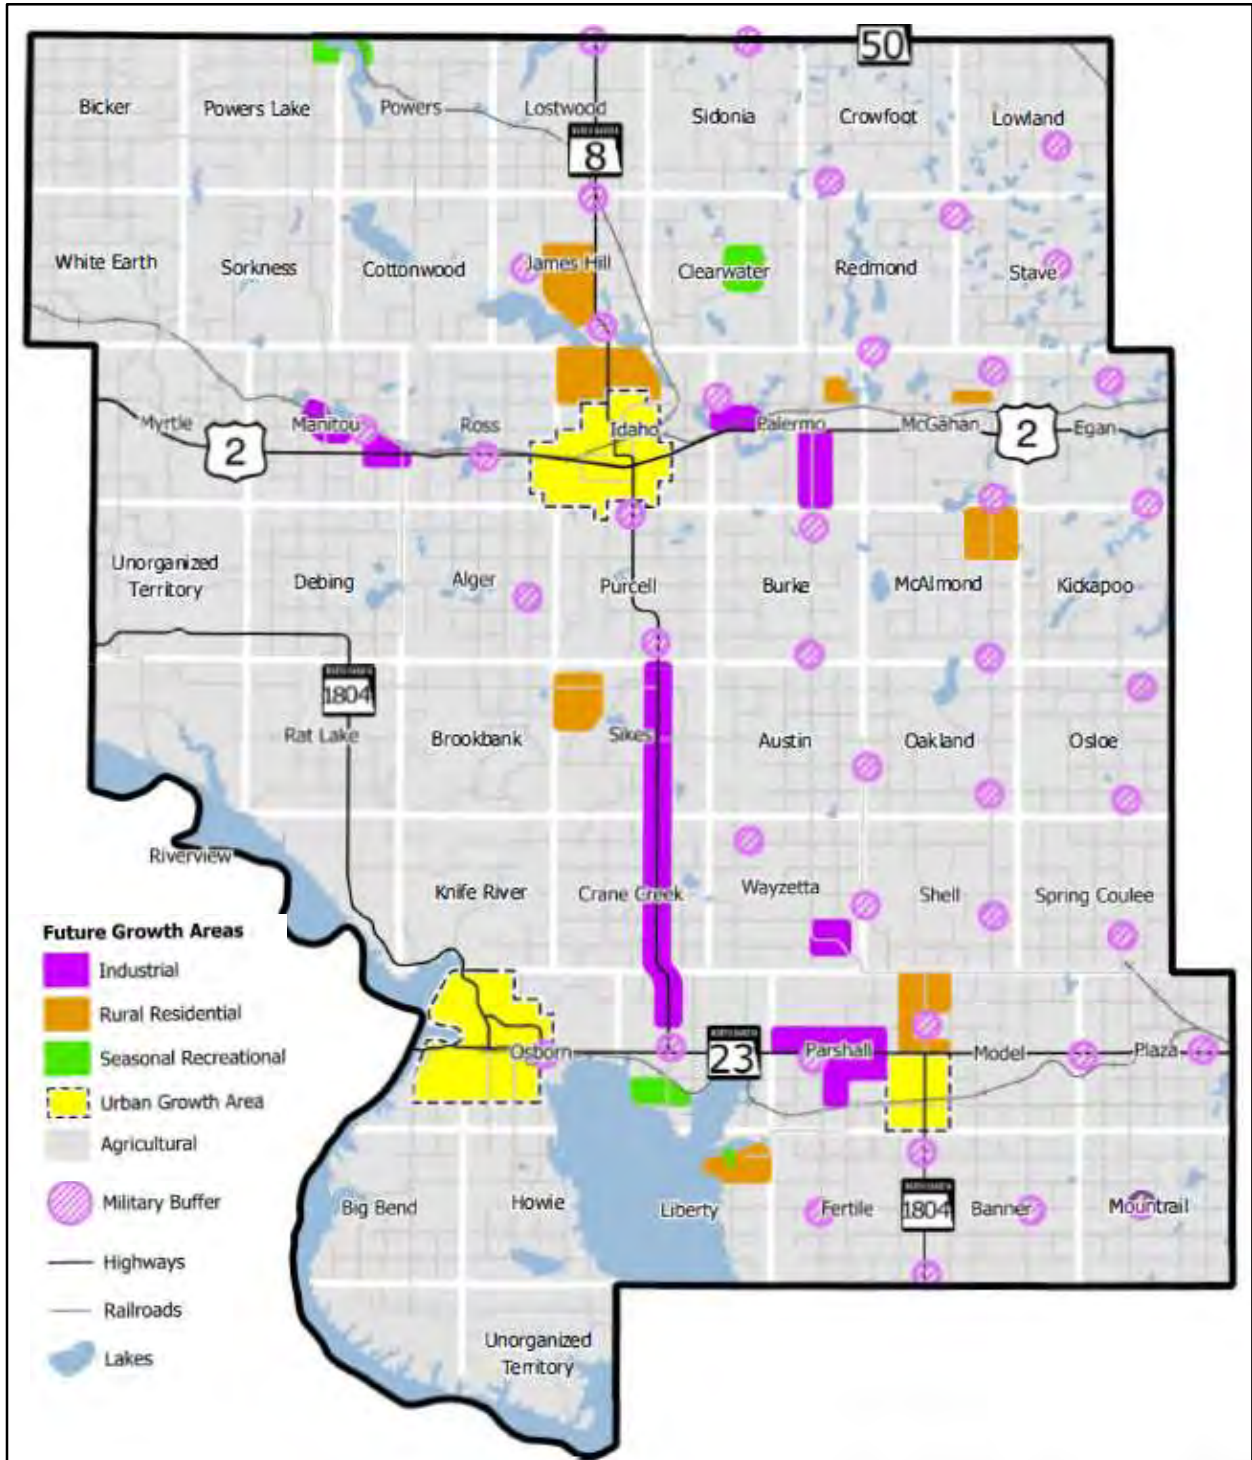 50
Bicker
Powers Lake
Powers
Lostwood
Sidonia
Crowfoot
Lowland
8
White Earth
Sorkness
Cottonwood
James Hill
Clearwater
Redmond
Stave
Myrtle
2
Manitou
Ross
Idaho
Palermo
McGahan
2
Egan
Unorganized
Territory
Debing
Alger
Purcell
Burke
McAlmond
Kickapoo
1804
Rat Lake
Brookbank
Sikes
Austin
Oakland
Osloe
Riverview
Knife River
Crane Creek
Wayzetta
Shell
Spring Coulee
Future Growth Areas
Industrial
Rural Residential
Seasonal Recreational
Urban Growth Area
Agricultural
Military Buffer
Highways
Railroads
Lakes
Osborn
23
Parshall
Model
Plaza
Big Bend
Howie
Liberty
Fertile
1804
Banner
Mountrail
Unorganized
Territory